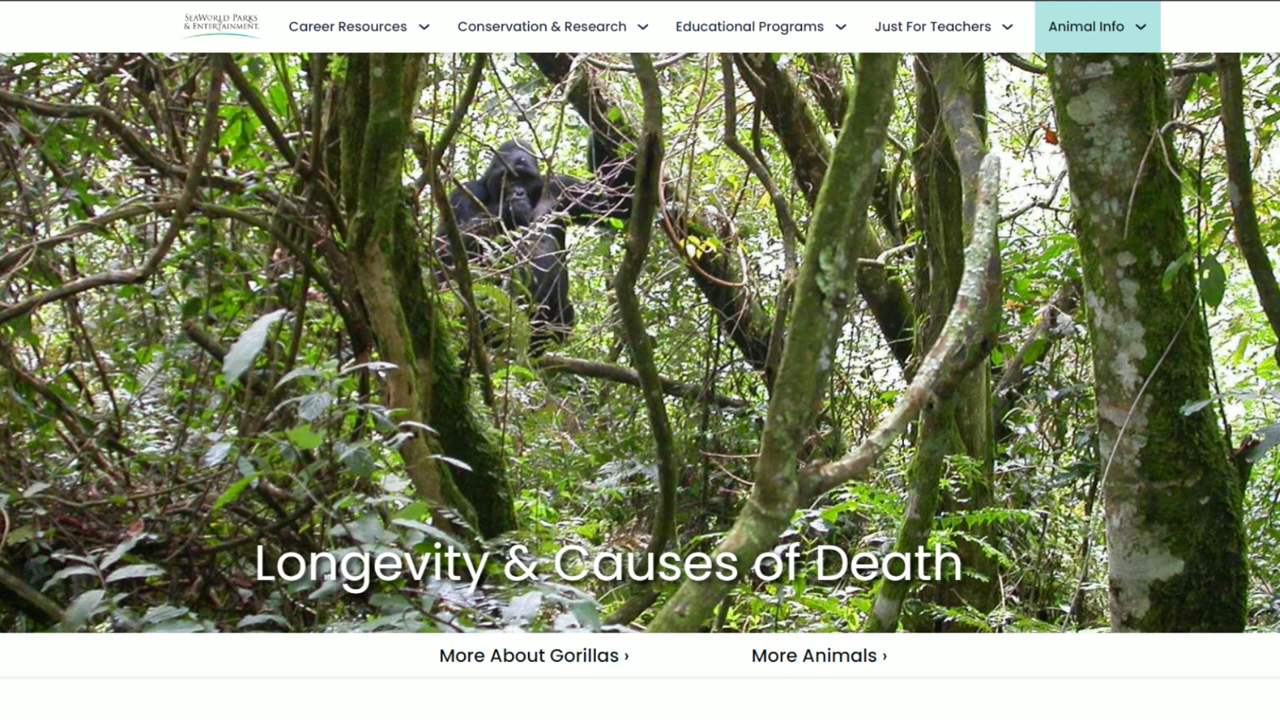 SEAWORLD PARKS
& ENTERTAINMENT
Career Resources
Conservation & Research
Educational Programs
Just For Teachers
Animal Info
Longevity & Causes of Death
More About Gorillas ›
More Animals ›